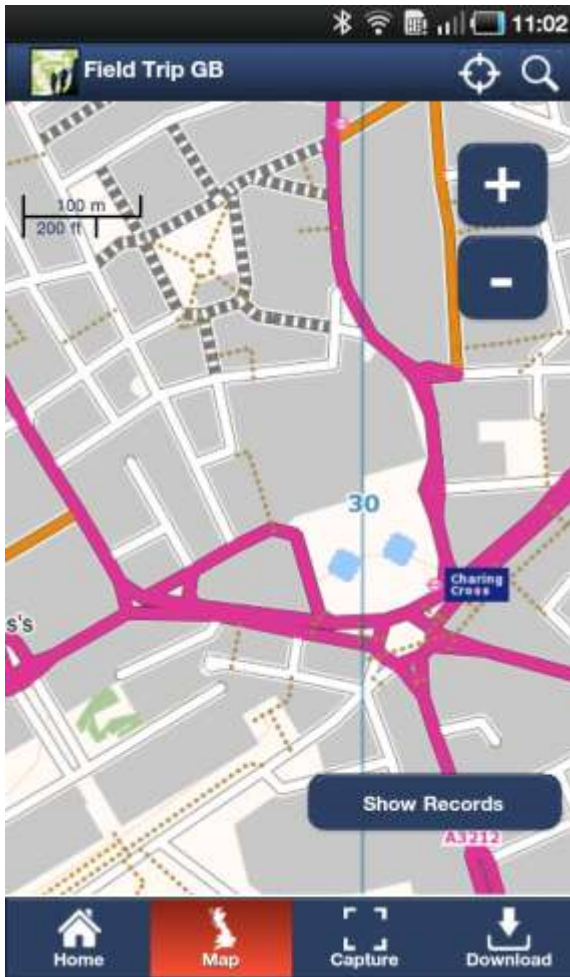 11:02
Field Trip GB
+
100 m
200 ft
-
30
Charing
Cross
s's
Show Records
A3212
Home
Map
Capture
Download